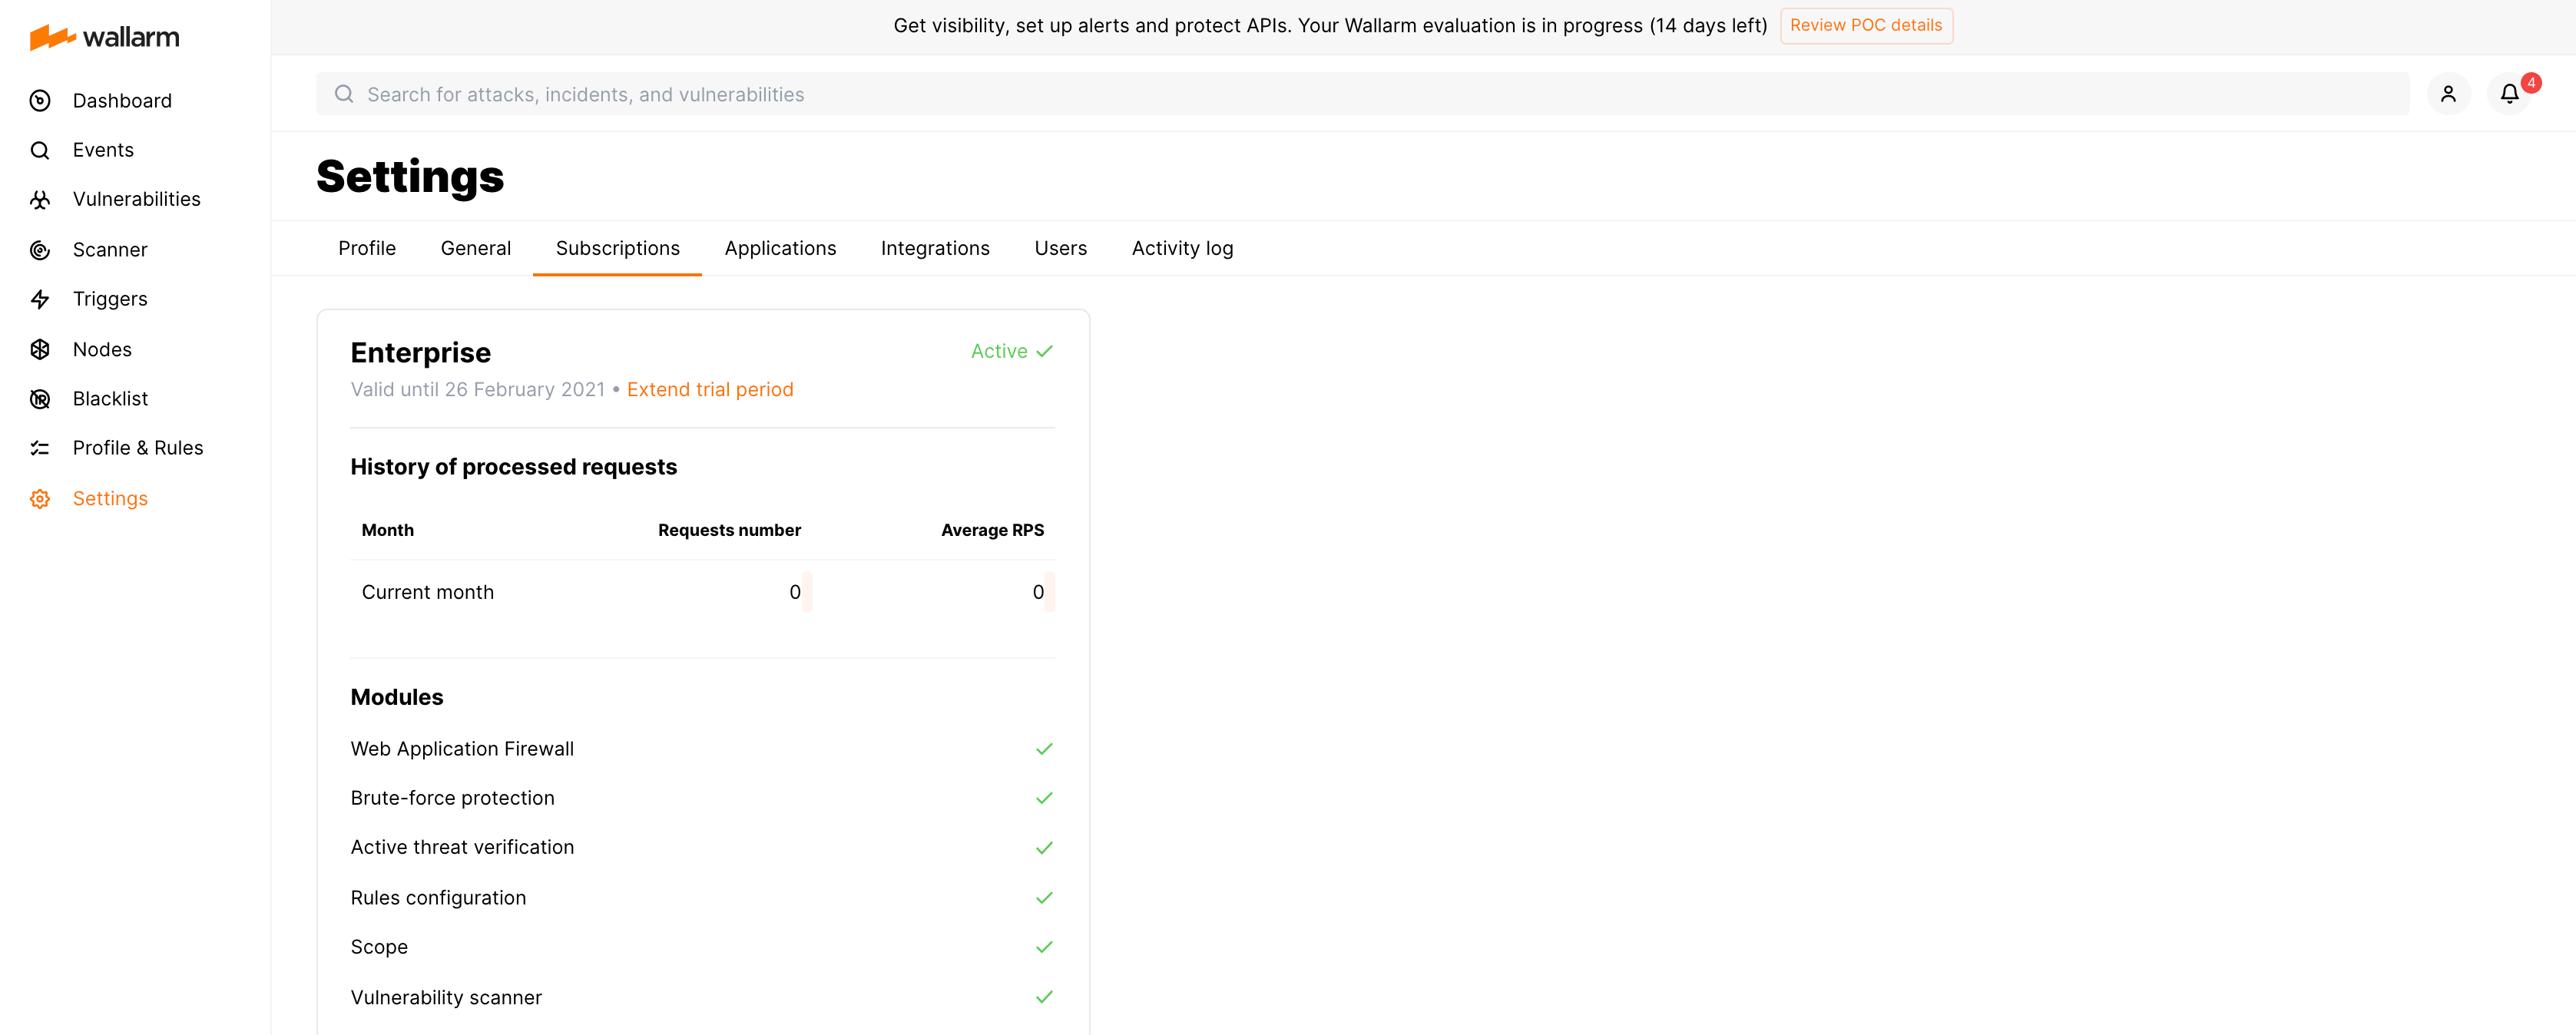 Get visibility, set up alerts and protect APIs. Your Wallarm evaluation is in progress (14 days left) Review POC details
wallarm
Search for attacks, incidents, and vulnerabilities
4
Dashboard
Events
Vulnerabilities
Scanner
Triggers
Nodes
Blacklist
Profile & Rules
Settings
Settings
Profile General Subscriptions Applications Integrations Users Activity log
Enterprise Active
Valid until 26 February 2021 • Extend trial period
History of processed requests
Month Requests number Average RPS
Current month 0 0
Modules
Web Application Firewall
Brute-force protection
Active threat verification
Rules configuration
Scope
Vulnerability scanner